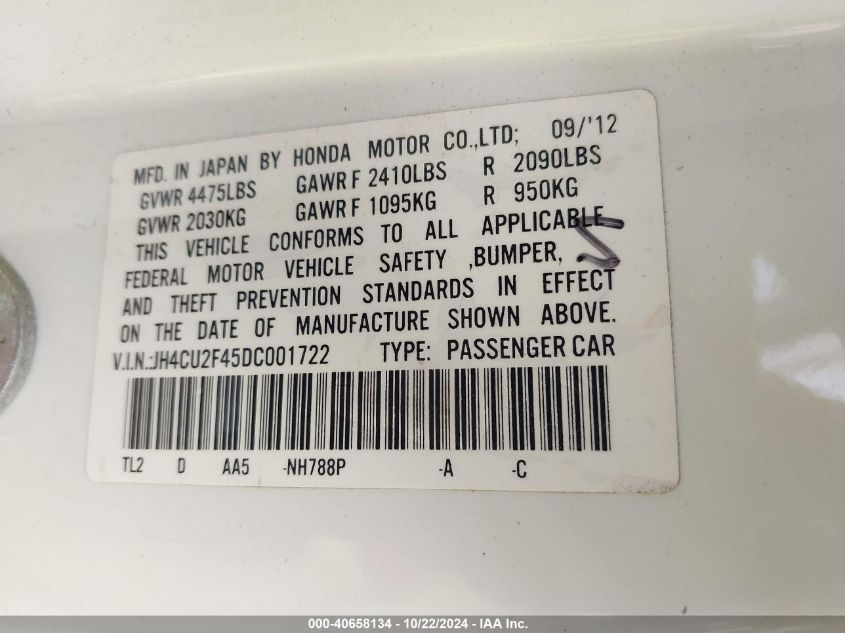 MFD. IN JAPAN BY HONDA MOTOR CO.,LTD; 09/'12
GVWR 4475LBS GAWR F 2410LBS R 2090LBS
GVWR 2030KG GAWR F 1095KG R 950KG
THIS VEHICLE CONFORMS TO ALL APPLICABLE
FEDERAL MOTOR VEHICLE SAFETY ,BUMPER,
AND THEFT PREVENTION STANDARDS IN EFFECT
ON THE DATE OF MANUFACTURE SHOWN ABOVE.
V.I.N.:JH4CU2F45DC001722 TYPE: PASSENGER CAR
TL2 D AA5 -NH788P -A -C
000-40658134 - 10/22/2024 - IAA Inc.